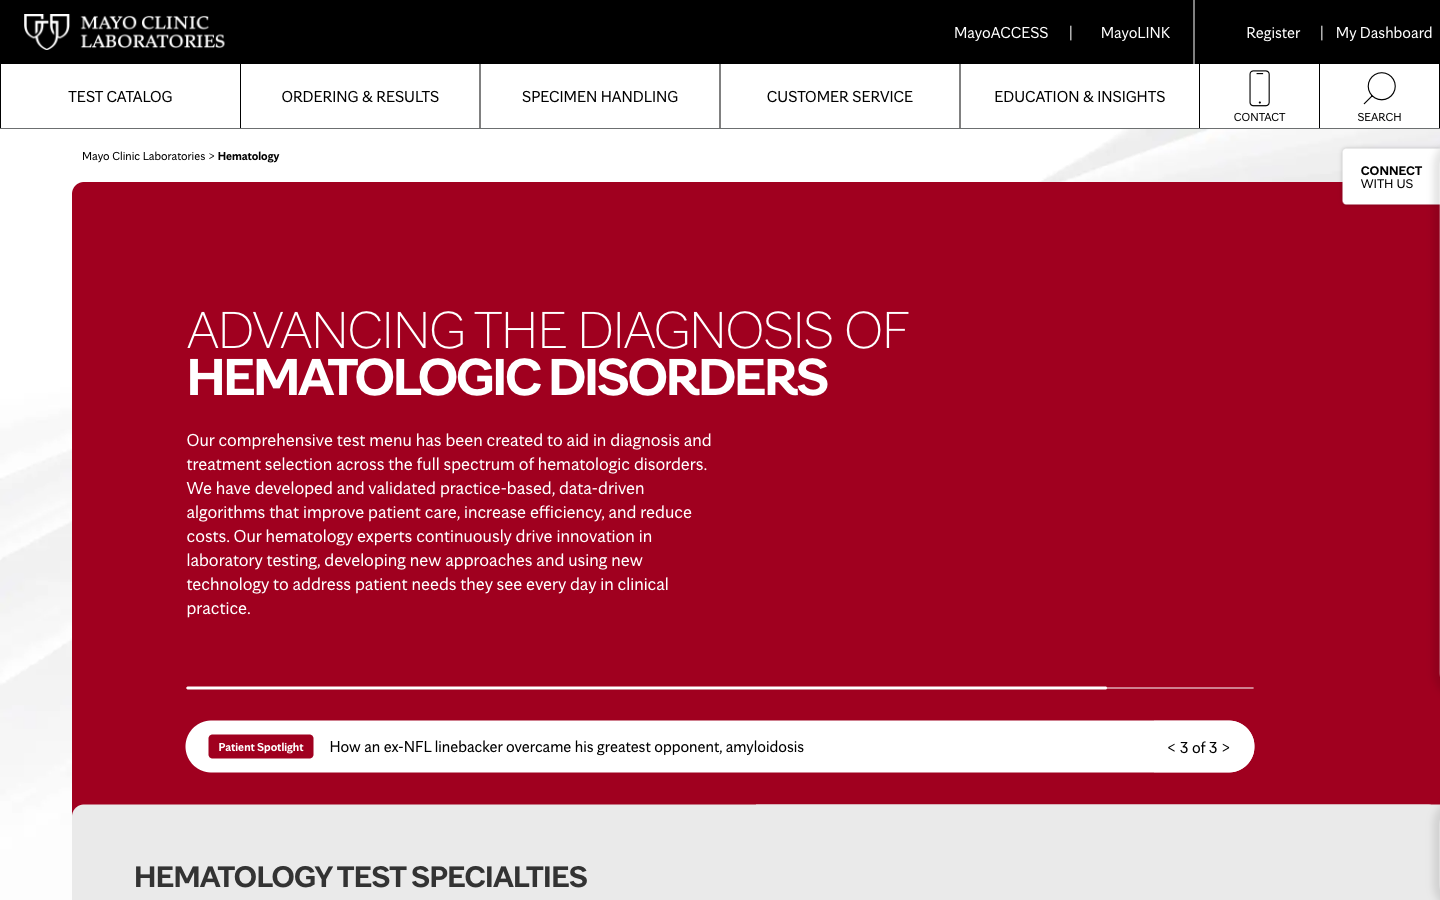 MAYO CLINIC
LABORATORIES
MayoACCESS | MayoLINK
Register | My Dashboard
TEST CATALOG
ORDERING & RESULTS
SPECIMEN HANDLING
CUSTOMER SERVICE
EDUCATION & INSIGHTS
CONTACT
SEARCH
Mayo Clinic Laboratories > Hematology
CONNECT
WITH US
ADVANCING THE DIAGNOSIS OF
HEMATOLOGIC DISORDERS
Our comprehensive test menu has been created to aid in diagnosis and
treatment selection across the full spectrum of hematologic disorders.
We have developed and validated practice-based, data-driven
algorithms that improve patient care, increase efficiency, and reduce
costs. Our hematology experts continuously drive innovation in
laboratory testing, developing new approaches and using new
technology to address patient needs they see every day in clinical
practice.
Patient Spotlight
How an ex-NFL linebacker overcame his greatest opponent, amyloidosis
< 3 of 3 >
HEMATOLOGY TEST SPECIALTIES